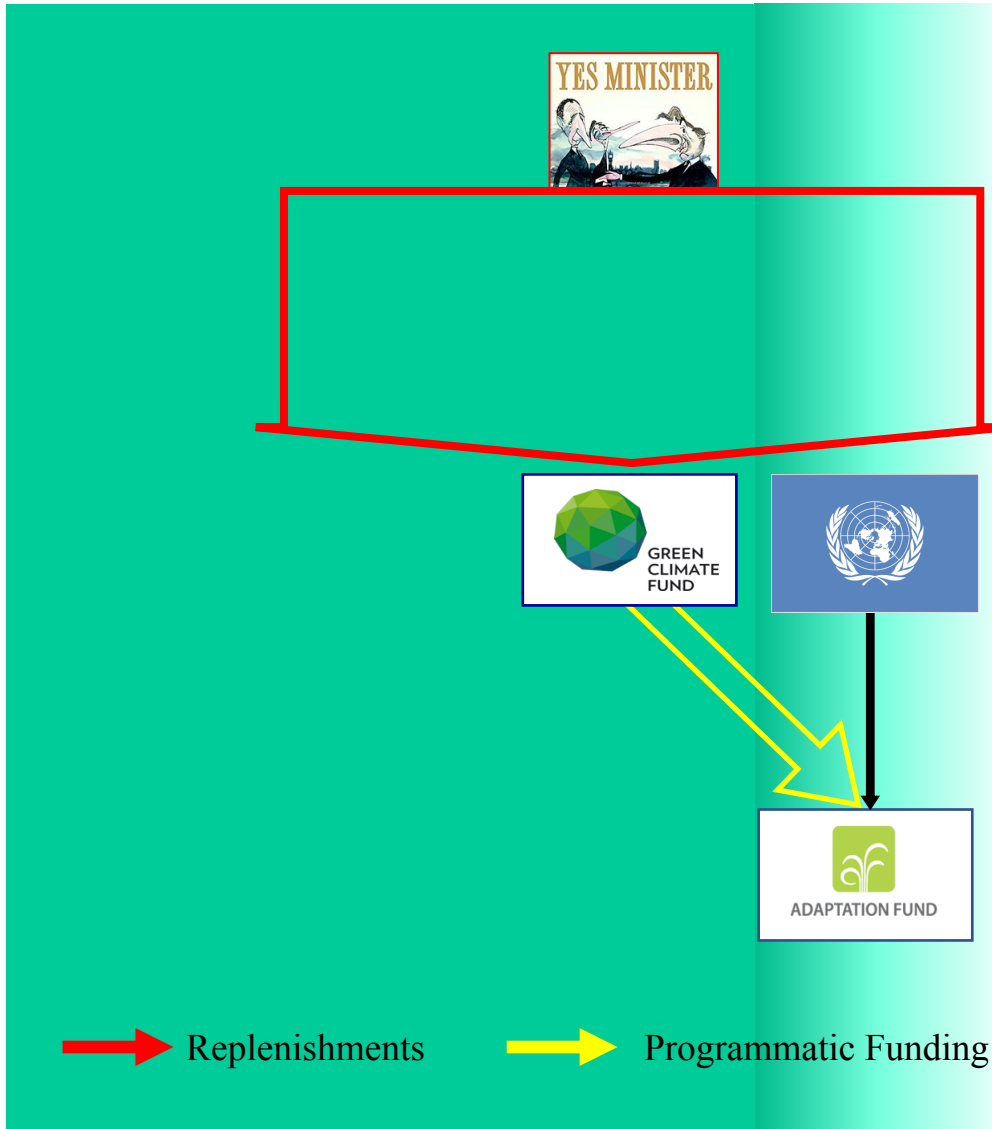 YES MINISTER
GREEN
CLIMATE
FUND
ADAPTATION FUND
Replenishments
Programmatic Funding